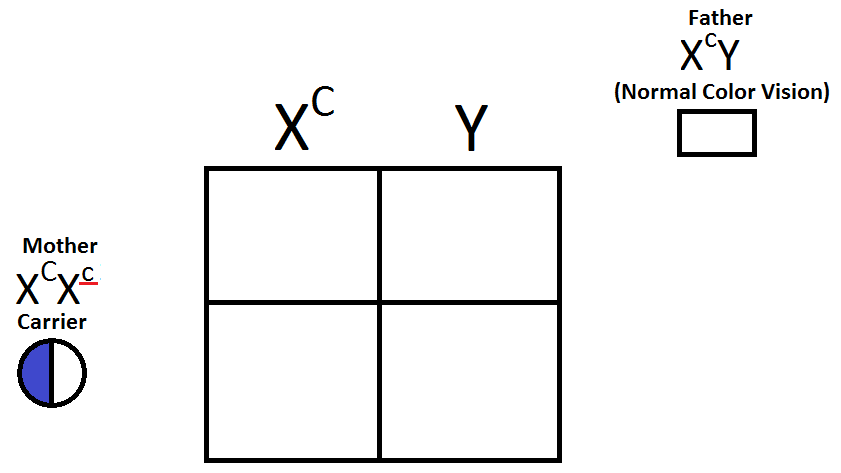 Father
XᶜY
(Normal Color Vision)
Xᶜ Y
Mother
XᶜXᶜ
Carrier